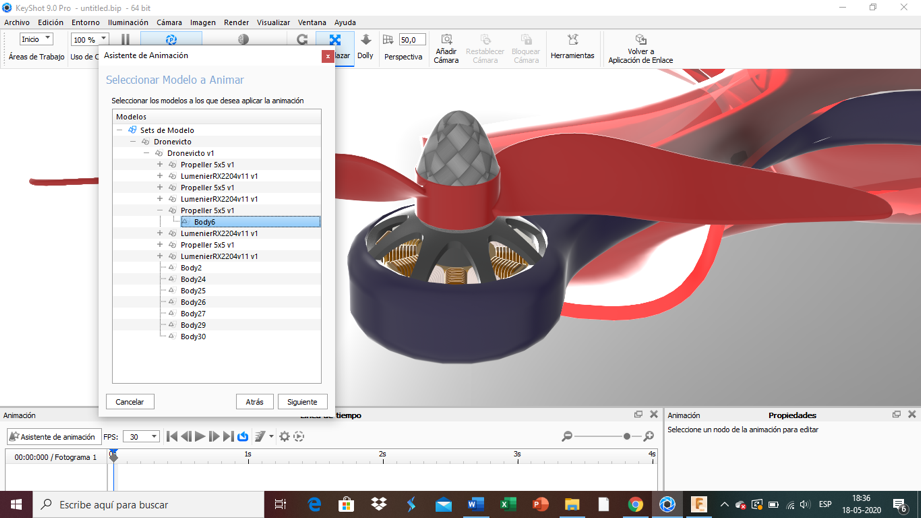 KeyShot 9.0 Pro - untitled.bip - 64 bit
Archivo Edición Entorno Iluminación Cámara Imagen Render Visualizar Ventana Ayuda
Inicio 100 % 50,0
Áreas de Trabajo Uso de C azar Dolly Perspectiva Añadir Cámara Restablecer Cámara Bloquear Cámara Herramientas Volver a Aplicación de Enlace
Asistente de Animación
Seleccionar Modelo a Animar
Seleccionar los modelos a los que desea aplicar la animación
Modelos
Sets de Modelo
Dronevicto
Dronevicto v1
Propeller 5x5 v1
LumenierRX2204v11 v1
Propeller 5x5 v1
LumenierRX2204v11 v1
Propeller 5x5 v1
Body6
LumenierRX2204v11 v1
Propeller 5x5 v1
LumenierRX2204v11 v1
Body2
Body24
Body25
Body26
Body27
Body29
Body30
Cancelar Atrás Siguiente
Animación Línea de tiempo Animación Propiedades
Asistente de animación FPS: 30 Seleccione un nodo de la animación para editar
00:00:000 / Fotograma 1 0s 1s 2s 3s 4s
Escribe aquí para buscar ESP 18:36
18-05-2020 6